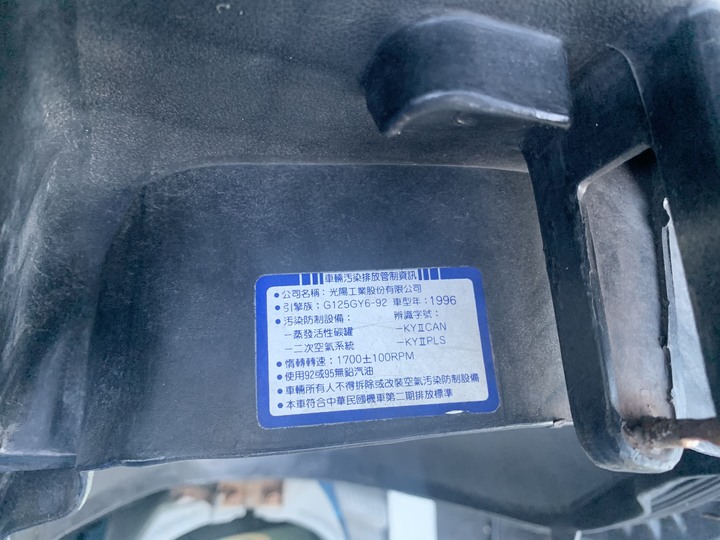 車輛污染排放管制資訊
●公司名稱：光陽工業股份有限公司
●引擎族：G125GY6-92 車型年：1996
●污染防制設備： 辨識字號：
—蒸發活性碳罐 —KYⅡCAN
—二次空氣系統 —KYⅡPLS
●惰轉轉速：1700±100RPM
●使用92或95無鉛汽油
●車輛所有人不得拆除或改裝空氣污染防制設備
●本車符合中華民國機車第二期排放標準